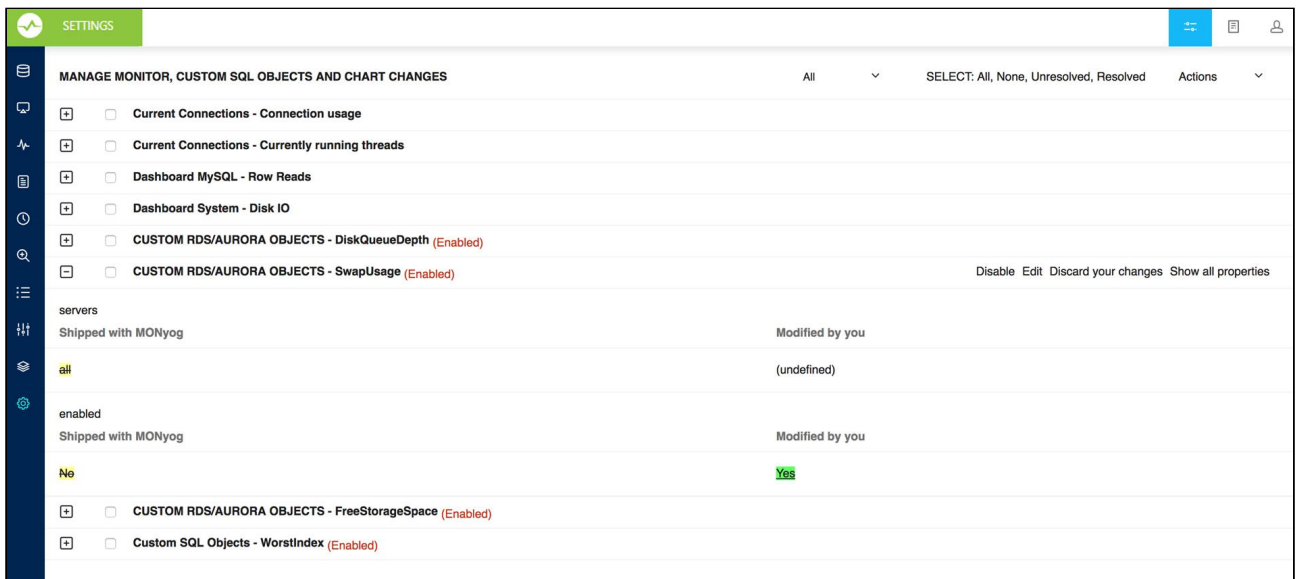 SETTINGS
MANAGE MONITOR, CUSTOM SQL OBJECTS AND CHART CHANGES All SELECT: All, None, Unresolved, Resolved Actions
Current Connections - Connection usage
Current Connections - Currently running threads
Dashboard MySQL - Row Reads
Dashboard System - Disk IO
CUSTOM RDS/AURORA OBJECTS - DiskQueueDepth (Enabled)
CUSTOM RDS/AURORA OBJECTS - SwapUsage (Enabled) Disable Edit Discard your changes Show all properties
servers
Shipped with MONyog Modified by you
all (undefined)
enabled
Shipped with MONyog Modified by you
No Yes
CUSTOM RDS/AURORA OBJECTS - FreeStorageSpace (Enabled)
Custom SQL Objects - WorstIndex (Enabled)